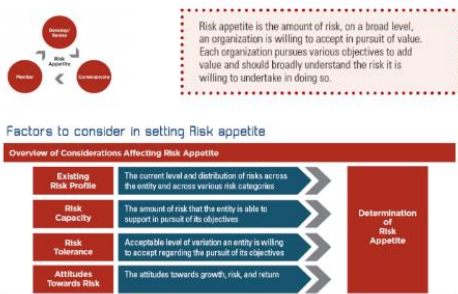 Develop/
Revise
Risk
Appetite
Monitor
Communicate
Risk appetite is the amount of risk, on a broad level,
an organization is willing to accept in pursuit of value.
Each organization pursues various objectives to add
value and should broadly understand the risk it is
willing to undertake in doing so.
Factors to consider in setting Risk appetite
Overview of Considerations Affecting Risk Appetite
Existing
Risk Profile
The current level and distribution of risks across
the entity and across various risk categories
Risk
Capacity
The amount of risk that the entity is able to
support in pursuit of its objectives
Risk
Tolerance
Acceptable level of variation an entity is willing
to accept regarding the pursuit of its objectives
Attitudes
Towards Risk
The attitudes towards growth, risk, and return
Determination
of
Risk
Appetite